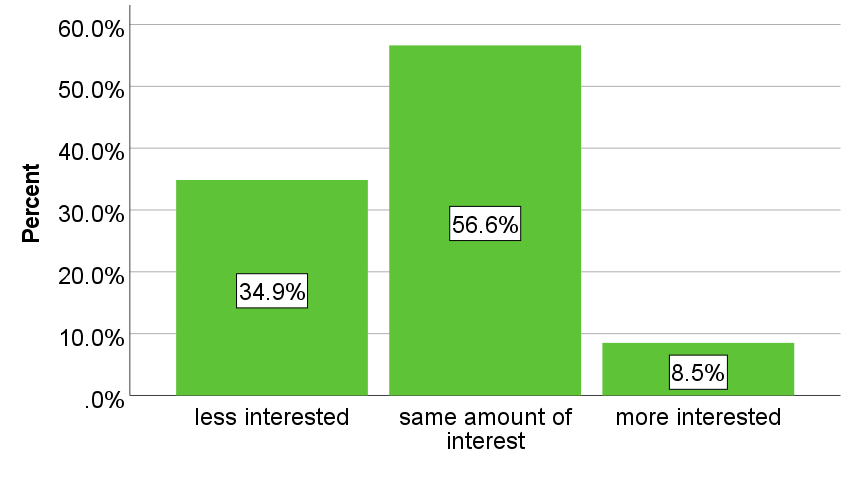 60.0%
50.0%
40.0%
30.0%
20.0%
10.0%
.0%
Percent
34.9%
56.6%
8.5%
less interested
same amount of
interest
more interested